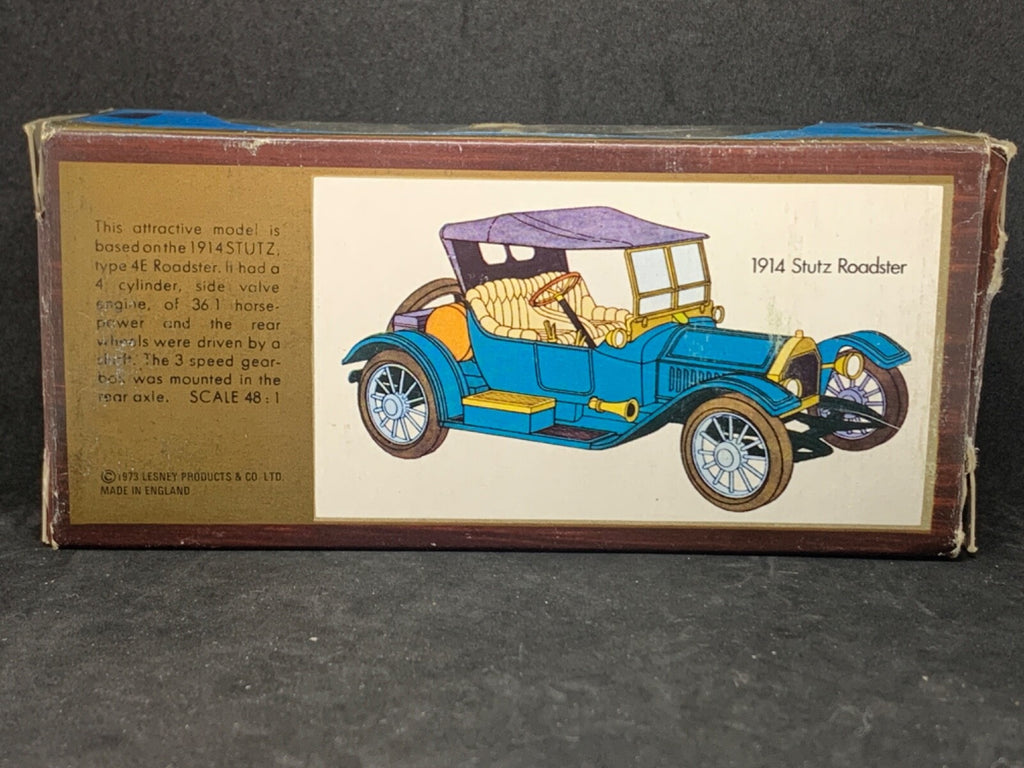 This attractive model is
based on the 1914 STUTZ,
type 4E Roadster. It had a
4 cylinder, side valve
engine, of 36.1 horse-
power and the rear
wheels were driven by a
shaft. The 3 speed gear-
box was mounted in the
rear axle. SCALE 48:1
© 1973 LESNEY PRODUCTS & CO. LTD.
MADE IN ENGLAND
1914 Stutz Roadster